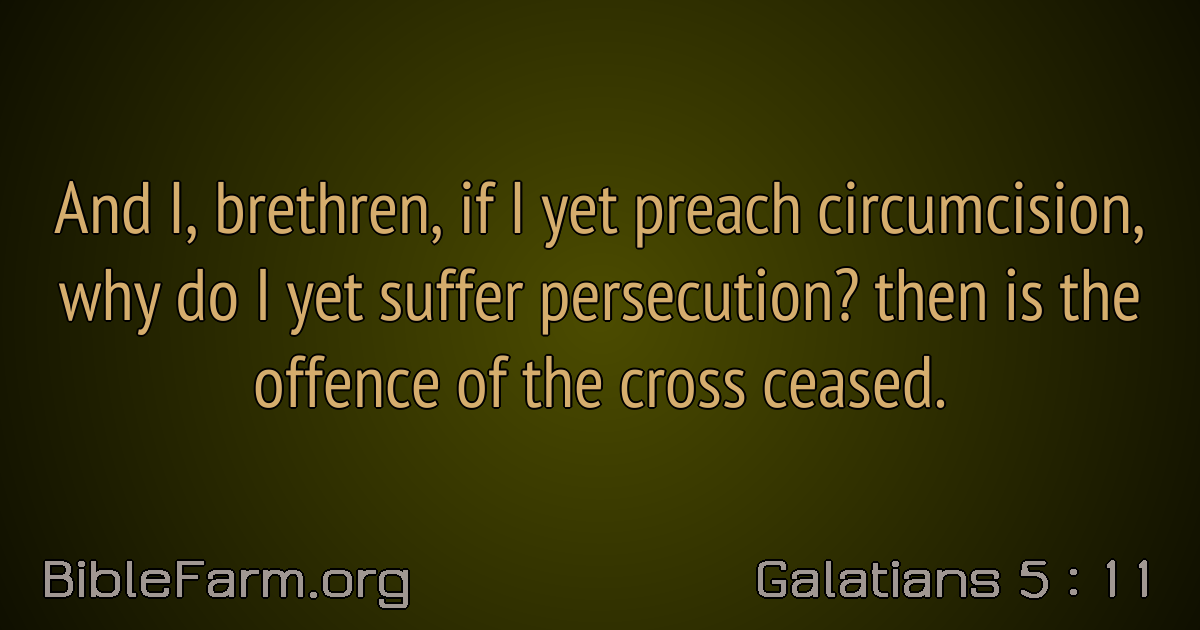 And I, brethren, if I yet preach circumcision,
why do I yet suffer persecution? then is the
offence of the cross ceased.
BibleFarm.org
Galatians 5 : 11